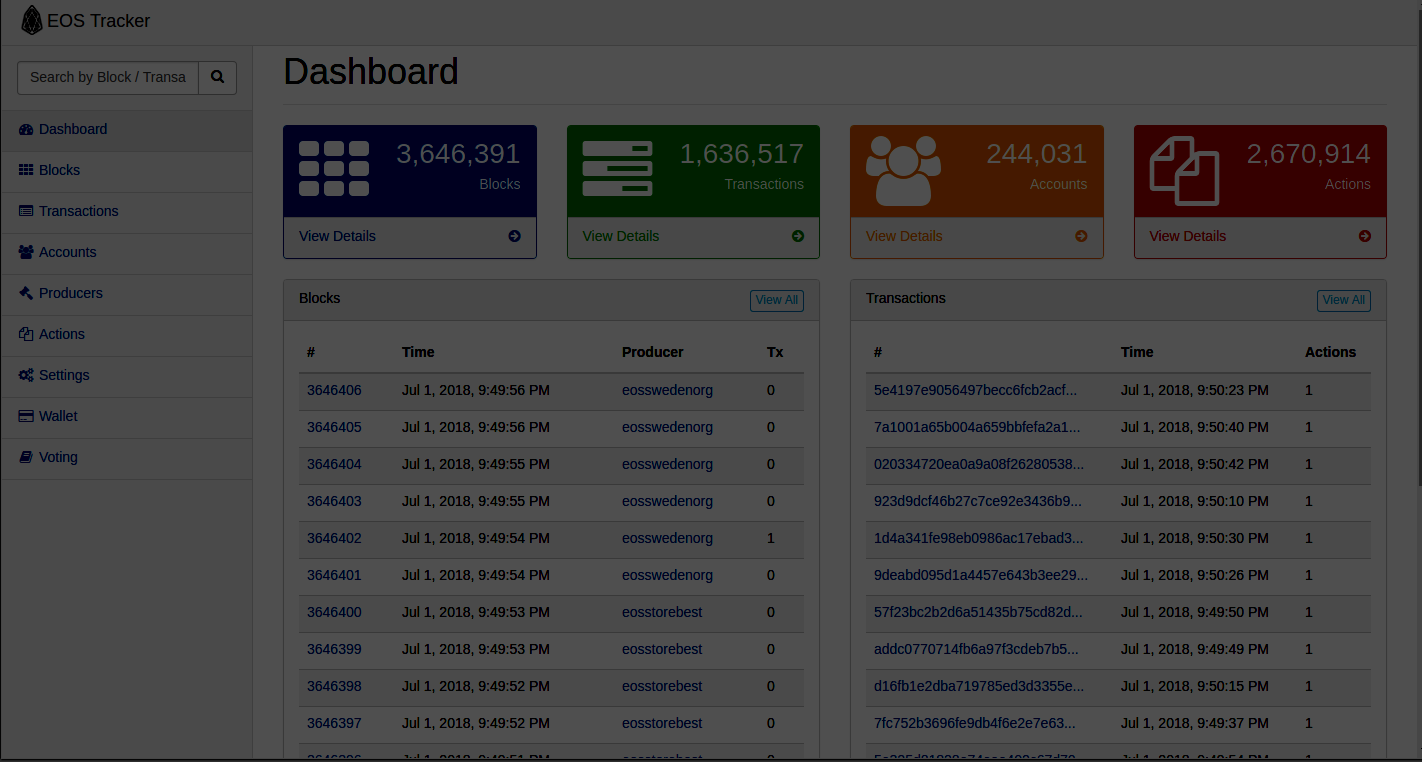 EOS Tracker
Search by Block / Transa
Dashboard
Blocks
Transactions
Accounts
Producers
Actions
Settings
Wallet
Voting
Dashboard
3,646,391
Blocks
View Details
1,636,517
Transactions
View Details
244,031
Accounts
View Details
2,670,914
Actions
View Details
Blocks View All
# Time Producer Tx
3646406 Jul 1, 2018, 9:49:56 PM eosswedenorg 0
3646405 Jul 1, 2018, 9:49:56 PM eosswedenorg 0
3646404 Jul 1, 2018, 9:49:55 PM eosswedenorg 0
3646403 Jul 1, 2018, 9:49:55 PM eosswedenorg 0
3646402 Jul 1, 2018, 9:49:54 PM eosswedenorg 1
3646401 Jul 1, 2018, 9:49:54 PM eosswedenorg 0
3646400 Jul 1, 2018, 9:49:53 PM eosstorebest 0
3646399 Jul 1, 2018, 9:49:53 PM eosstorebest 0
3646398 Jul 1, 2018, 9:49:52 PM eosstorebest 0
3646397 Jul 1, 2018, 9:49:52 PM eosstorebest 0
Transactions View All
# Time Actions
5e4197e9056497becc6fcb2acf... Jul 1, 2018, 9:50:23 PM 1
7a1001a65b004a659bbfefa2a1... Jul 1, 2018, 9:50:40 PM 1
020334720ea0a9a08f26280538... Jul 1, 2018, 9:50:42 PM 1
923d9dcf46b27c7ce92e3436b9... Jul 1, 2018, 9:50:10 PM 1
1d4a341fe98eb0986ac17ebad3... Jul 1, 2018, 9:50:30 PM 1
9deabd095d1a4457e643b3ee29... Jul 1, 2018, 9:50:26 PM 1
57f23bc2b2d6a51435b75cd82d... Jul 1, 2018, 9:49:50 PM 1
addc0770714fb6a97f3cdeb7b5... Jul 1, 2018, 9:49:49 PM 1
d16fb1e2dba719785ed3d3355e... Jul 1, 2018, 9:50:15 PM 1
7fc752b3696fe9db4f6e2e7e63... Jul 1, 2018, 9:49:37 PM 1